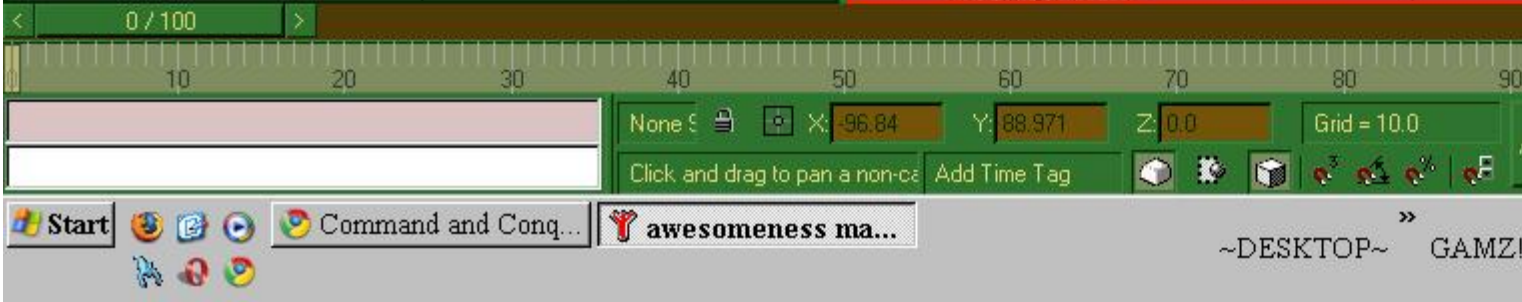 < 0 / 100 >
10 20 30 40 50 60 70 80 90
None X: -96.84 Y: 88.971 Z: 0.0 Grid = 10.0
Click and drag to pan a non-ca Add Time Tag 3 %
Start Command and Conq... awesomeness ma... »
~DESKTOP~ GAMZ!